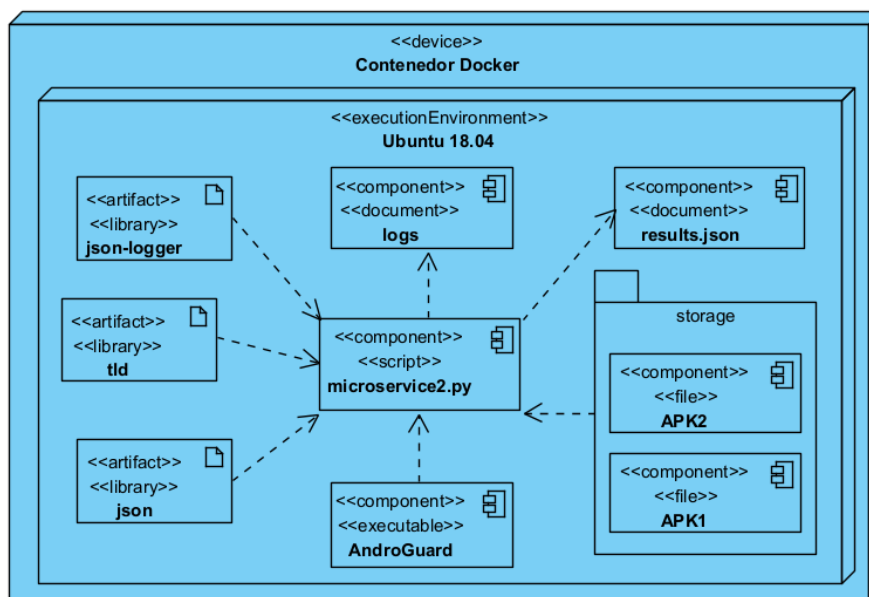 <<device>>
Contenedor Docker
<<executionEnvironment>>
Ubuntu 18.04
<<artifact>>
<<library>>
json-logger
<<component>>
<<document>>
logs
<<component>>
<<document>>
results.json
<<artifact>>
<<library>>
tld
<<component>>
<<script>>
microservice2.py
storage
<<component>>
<<file>>
APK2
<<artifact>>
<<library>>
json
<<component>>
<<executable>>
AndroGuard
<<component>>
<<file>>
APK1